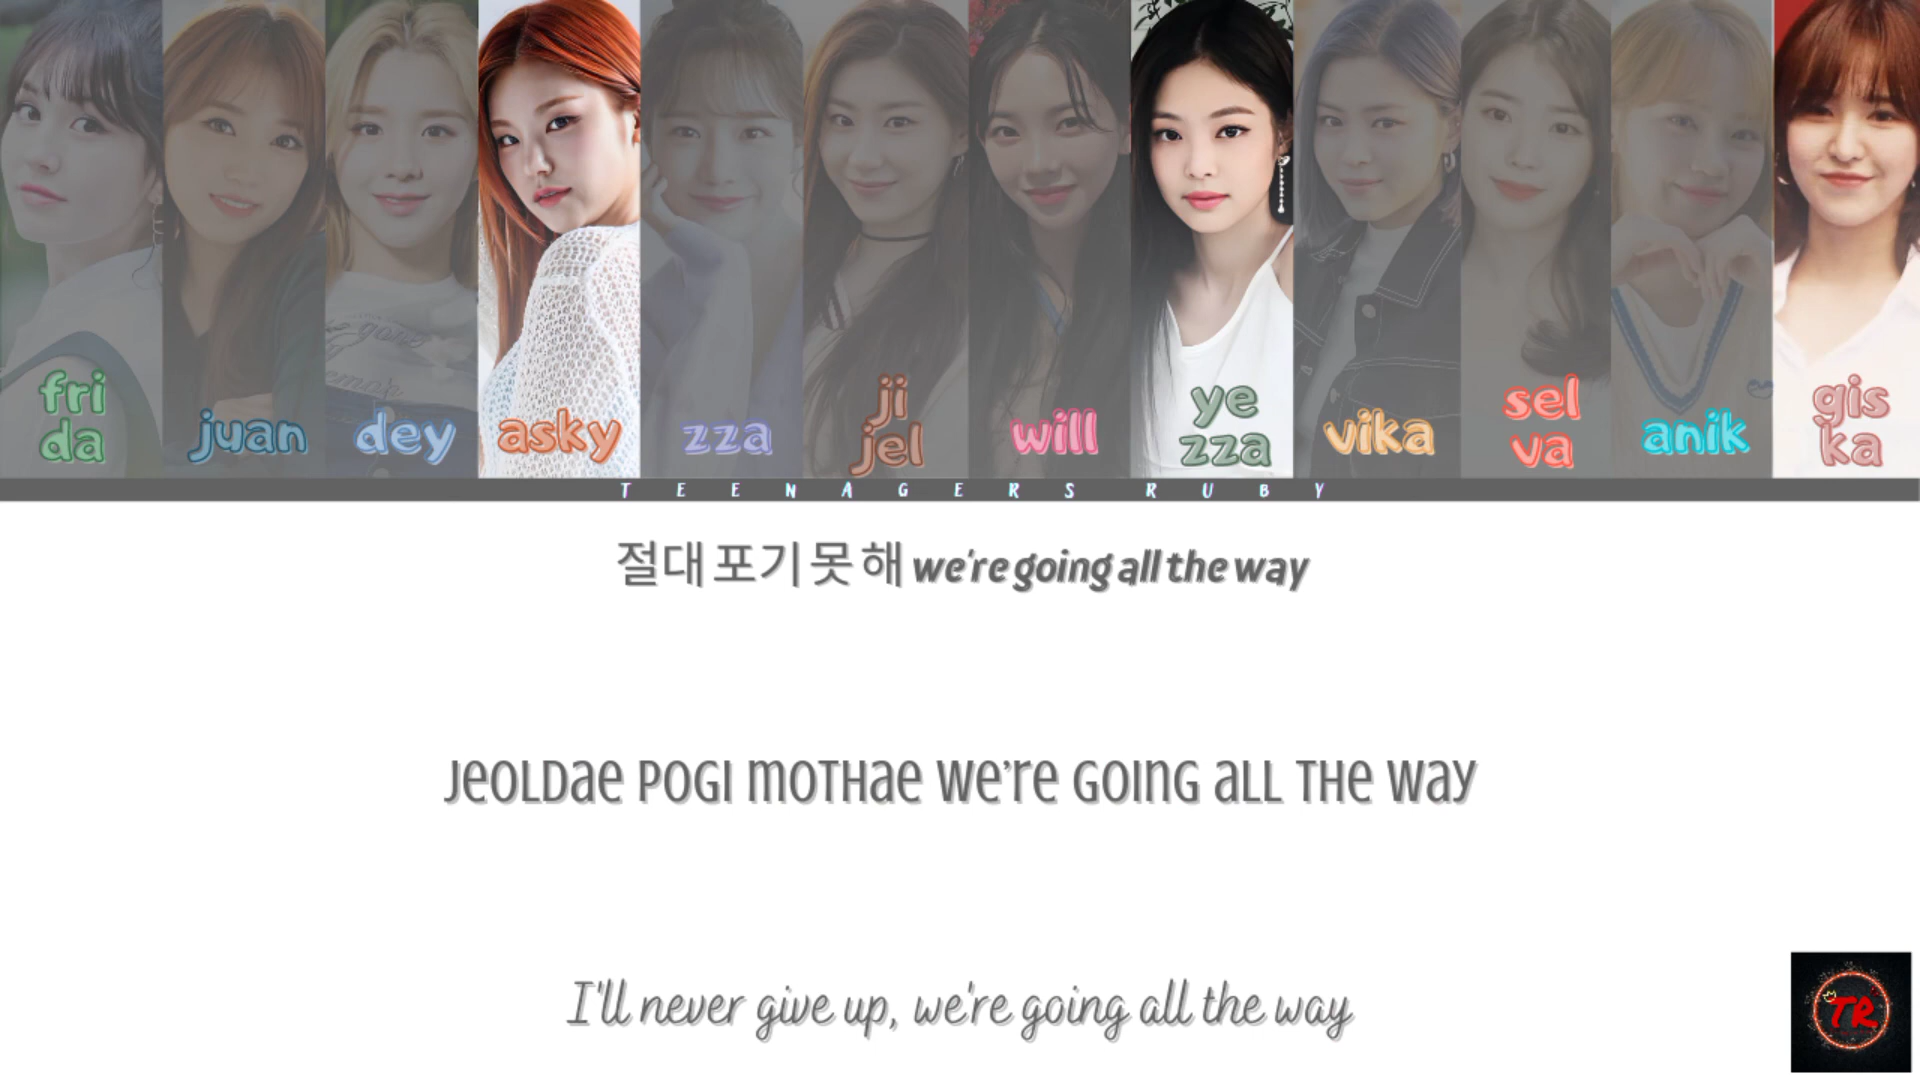 fri
da
juan
dey
asky
zza
ji
jel
will
ye
zza
vika
sel
va
anik
gis
ka
TEENAGERS RUBY
절대 포기 못 해 we're going all the way
Jeoldae pogi mothae we're going all the way
I'll never give up, we're going all the way
TR